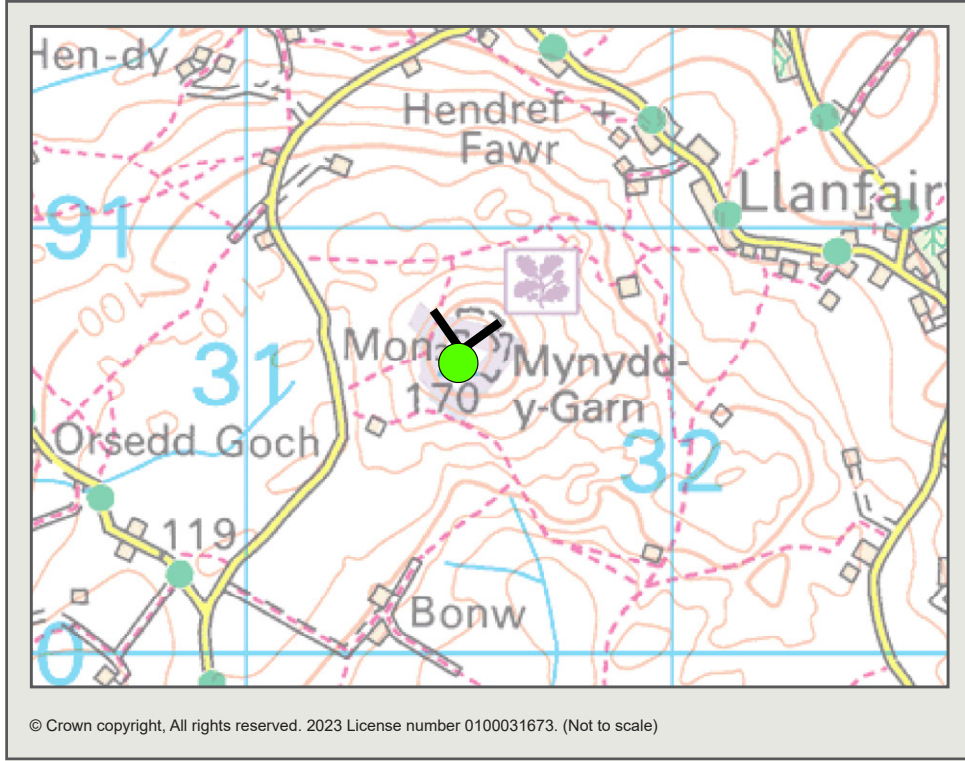 Hen-dy
Hendref
Fawr
Llanfair
91
100
31
Mon
Mynydd-
y-Garn
170
32
Orsedd Goch
119
Bonw
0
© Crown copyright, All rights reserved. 2023 License number 0100031673. (Not to scale)